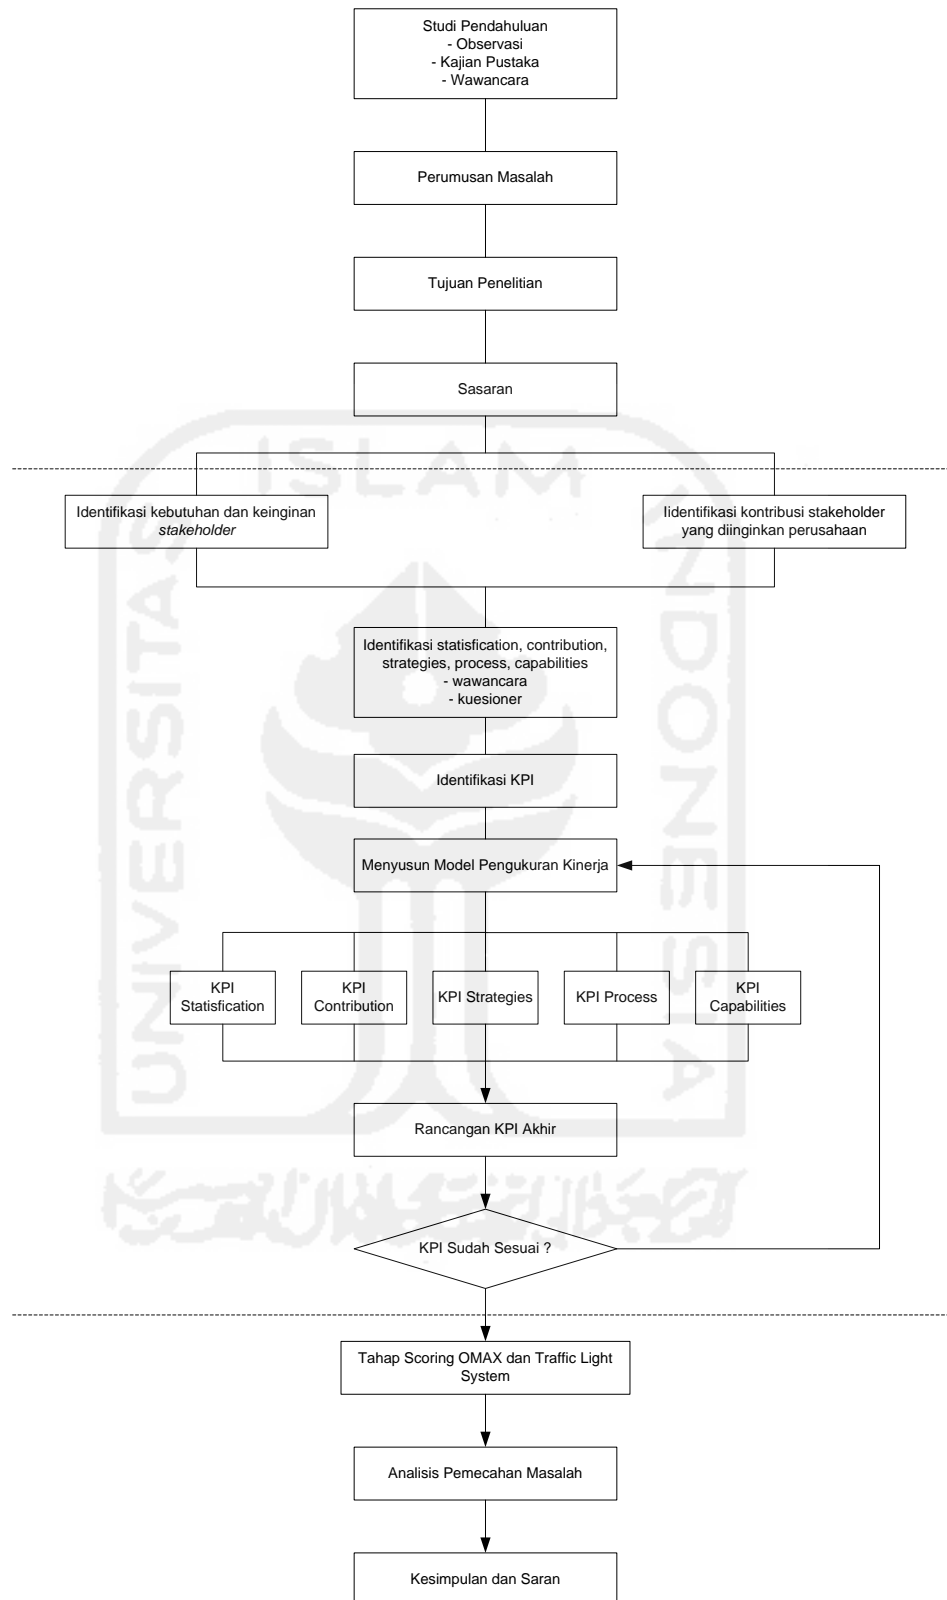 Studi Pendahuluan
- Observasi
- Kajian Pustaka
- Wawancara
Perumusan Masalah
Tujuan Penelitian
Sasaran
ISLAM
UNIVERSITAS
INDONESIA
Identifikasi kebutuhan dan keinginan
stakeholder
Iidentifikasi kontribusi stakeholder
yang diinginkan perusahaan
Identifikasi statisfication, contribution,
strategies, process, capabilities
- wawancara
- kuesioner
Identifikasi KPI
Menyusun Model Pengukuran Kinerja
KPI
Statisfication
KPI
Contribution
KPI Strategies
KPI Process
KPI
Capabilities
Rancangan KPI Akhir
KPI Sudah Sesuai ?
Tahap Scoring OMAX dan Traffic Light
System
Analisis Pemecahan Masalah
Kesimpulan dan Saran